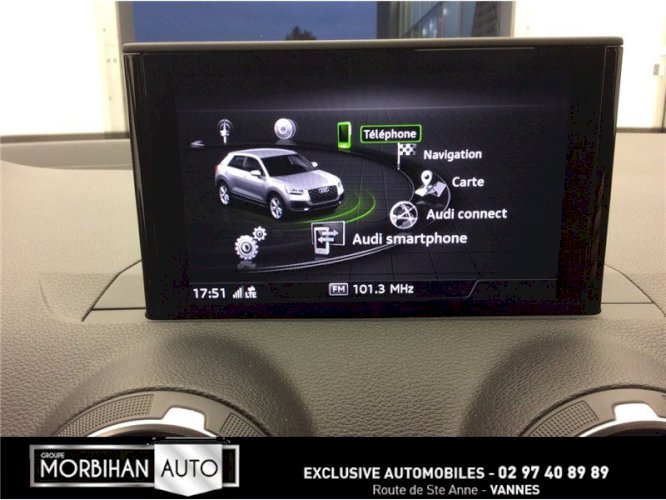 Téléphone
Navigation
Carte
Audi connect
Audi smartphone
17:51 LTE FM 101.3 MHz
GROUPE
MORBIHAN AUTO
EXCLUSIVE AUTOMOBILES - 02 97 40 89 89
Route de Ste Anne - VANNES